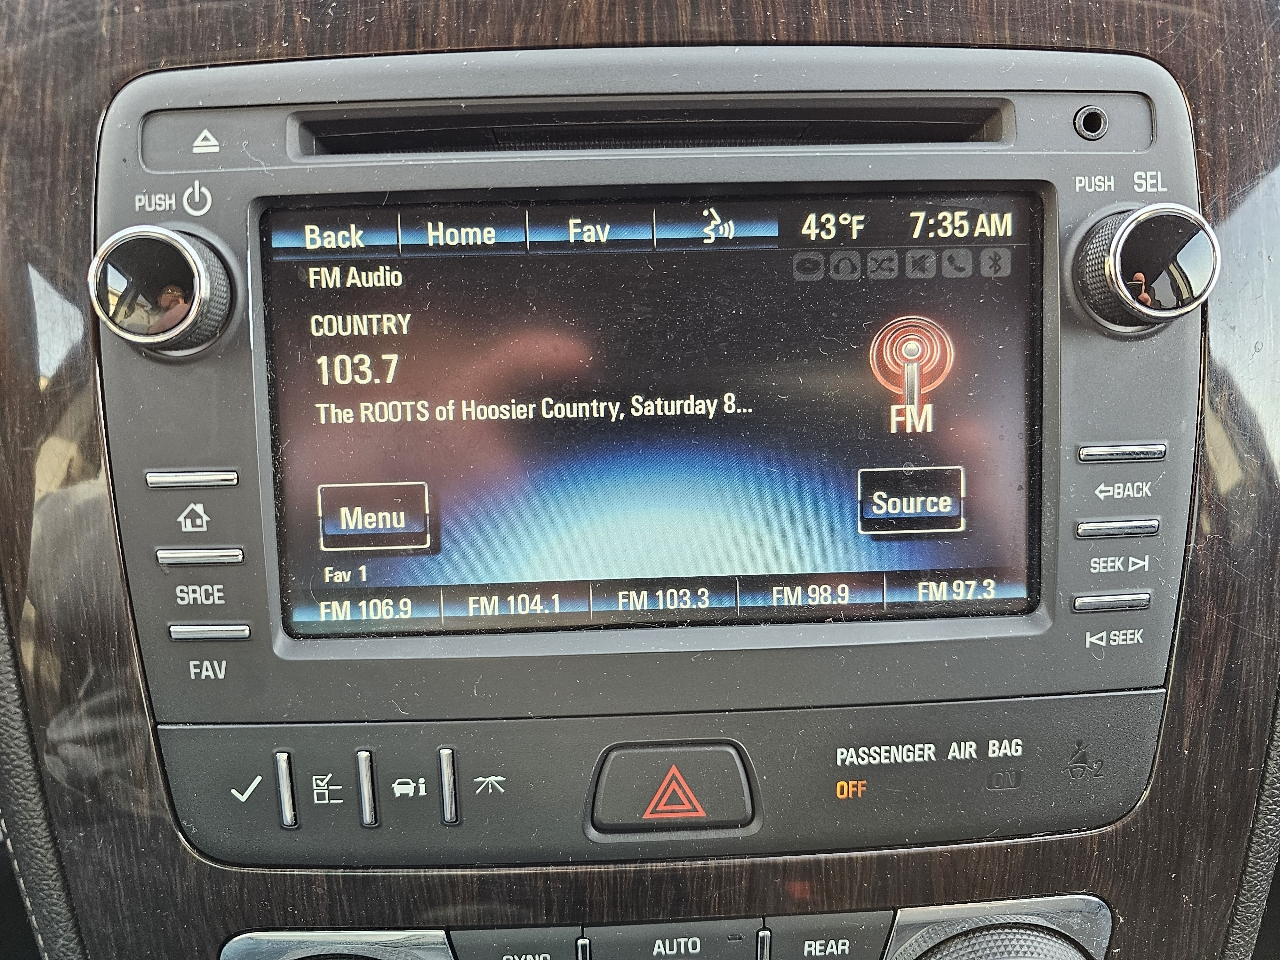 PUSH
PUSH SEL
Back Home Fav 43°F 7:35 AM
FM Audio
COUNTRY
103.7
The ROOTS of Hoosier Country, Saturday 8...
FM
Menu
Source
Fav 1
FM 106.9 FM 104.1 FM 103.3 FM 98.9 FM 97.3
SRCE
FAV
BACK
SEEK
SEEK
PASSENGER AIR BAG
OFF ON
2
SYNC AUTO REAR